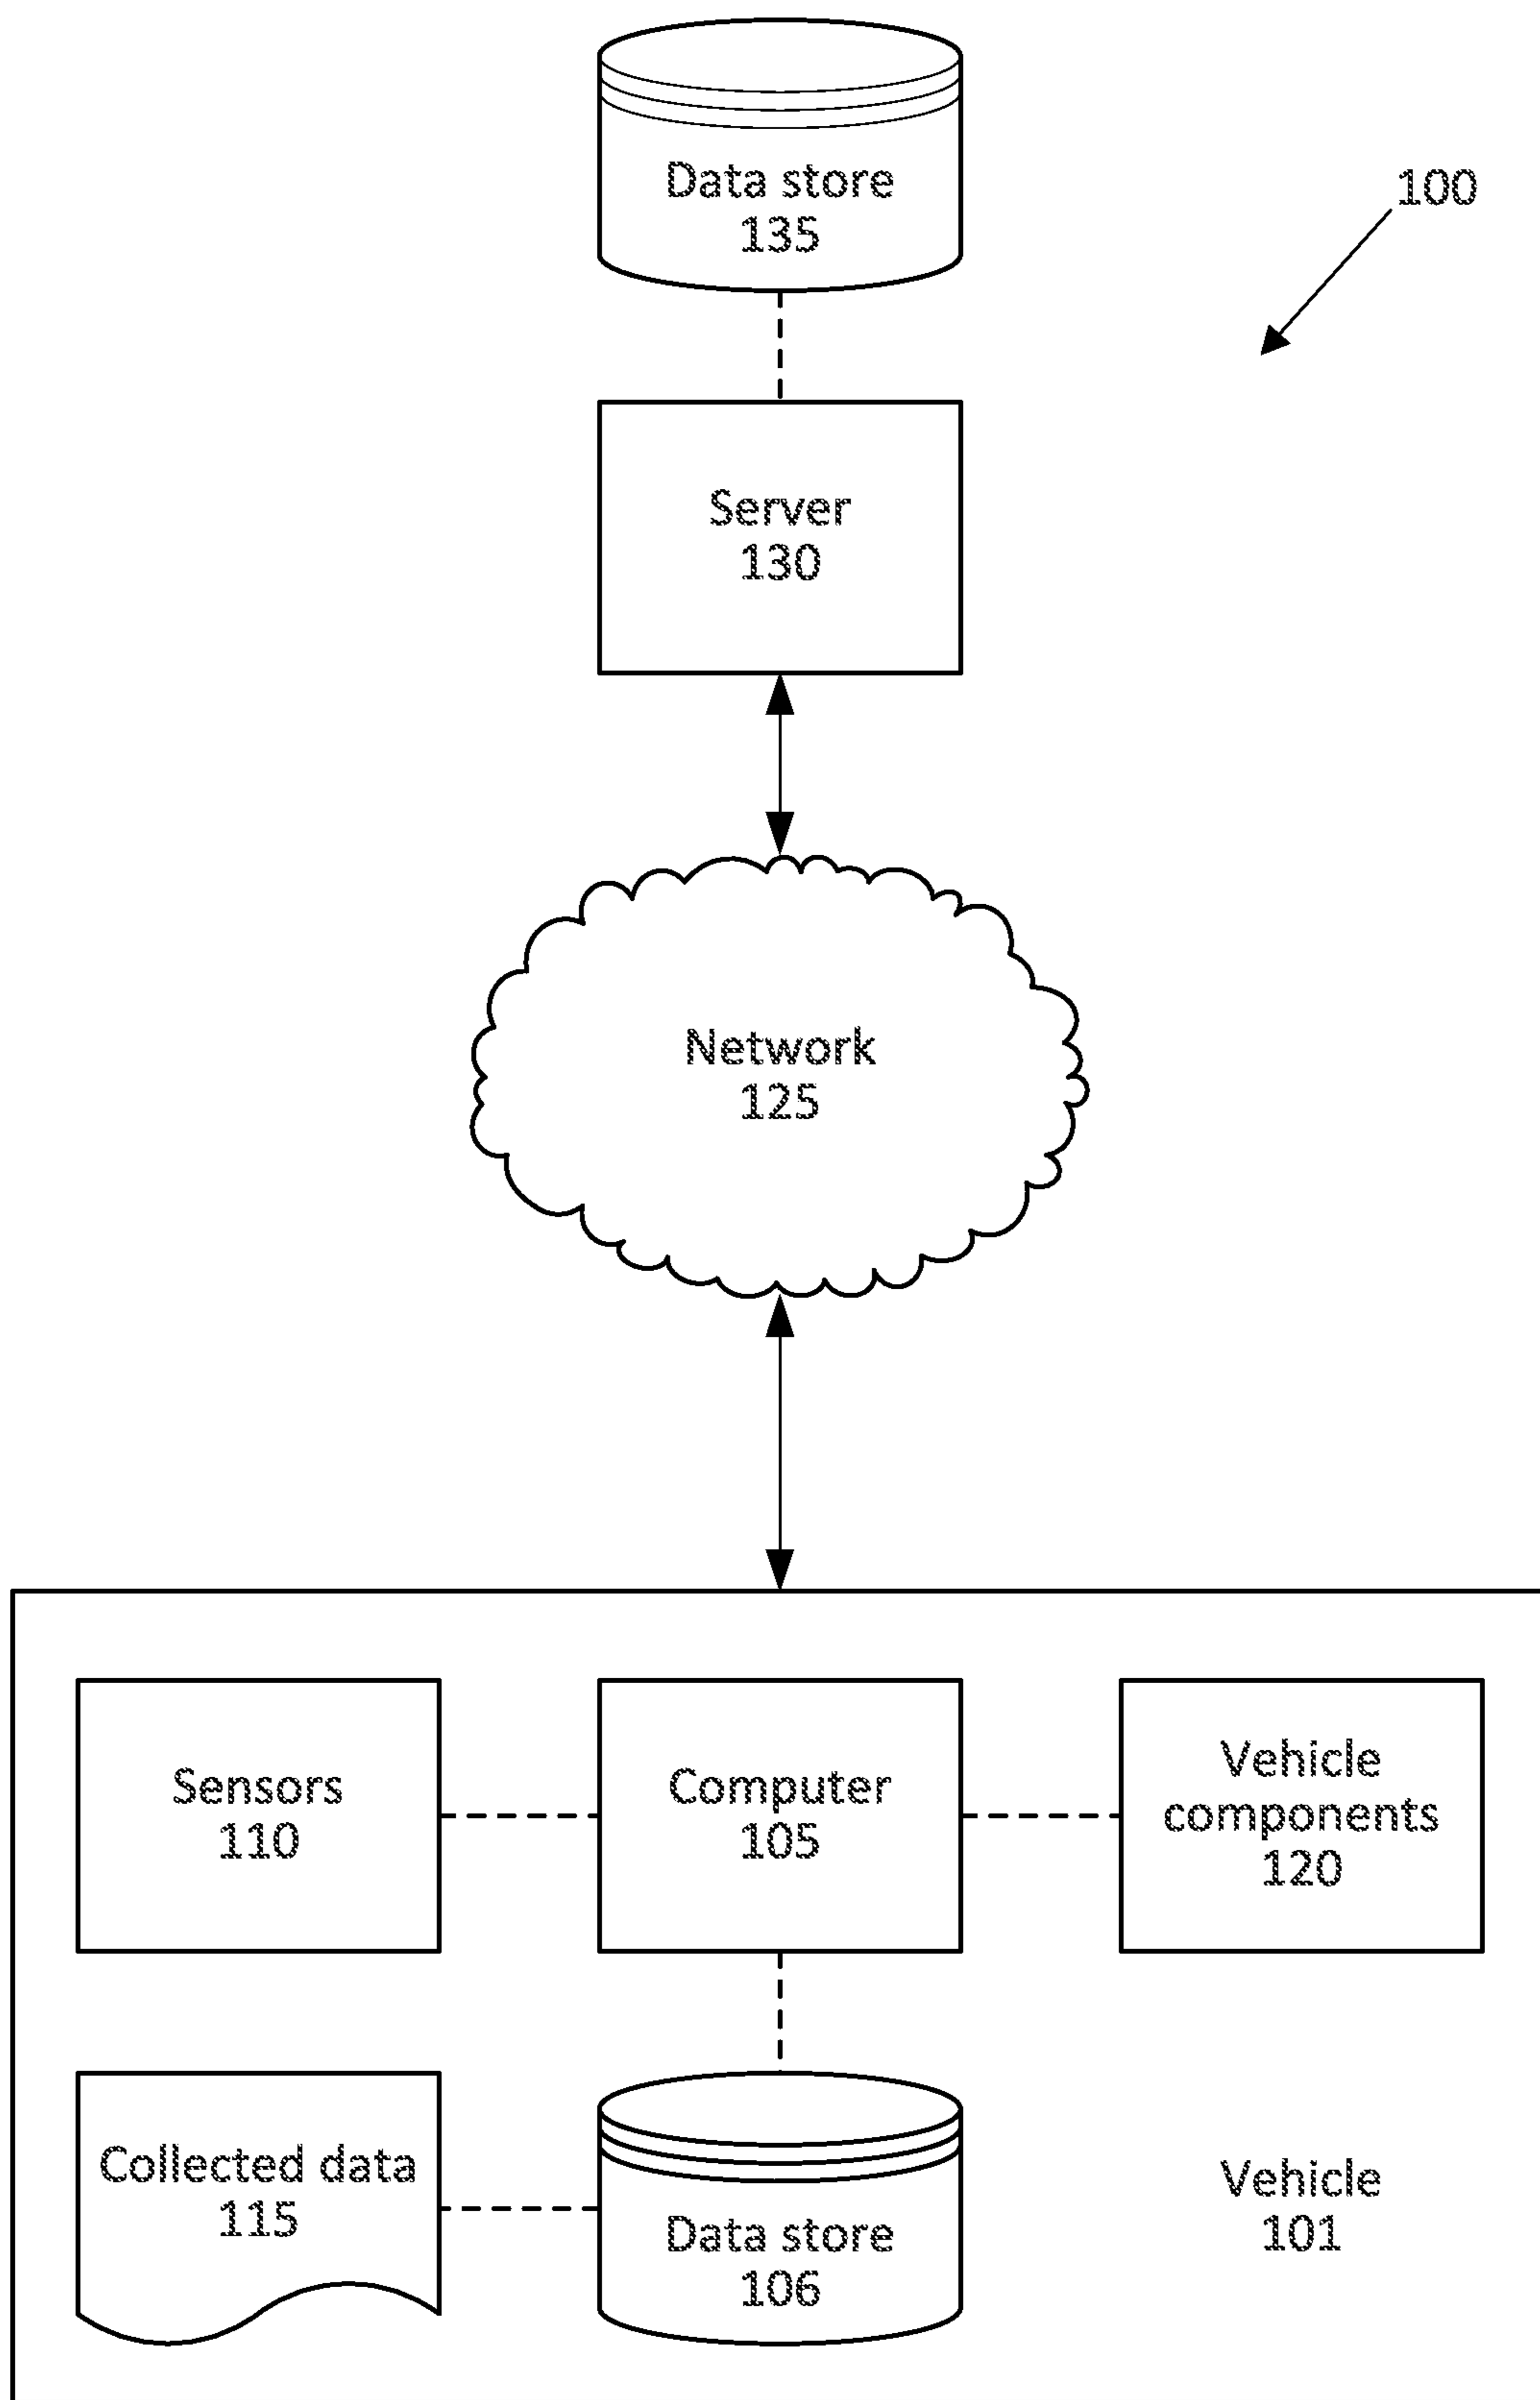 Data store
135
100
Server
130
Network
125
Sensors
110
Computer
105
Vehicle
components
120
Collected data
115
Data store
106
Vehicle
101